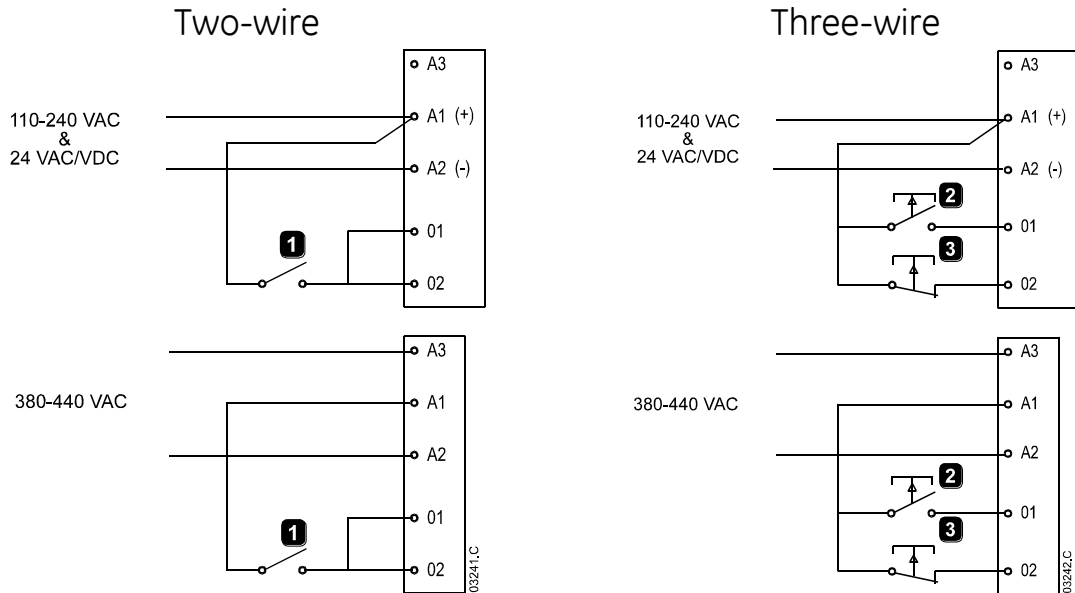 Two-wire
A3
110-240 VAC
&
24 VAC/VDC
A1 (+)
A2 (-)
1
01
02
380-440 VAC
A3
A1
A2
1
01
02
03241.C
Three-wire
A3
110-240 VAC
&
24 VAC/VDC
A1 (+)
A2 (-)
2
01
3
02
380-440 VAC
A3
A1
A2
2
01
3
02
03242.C